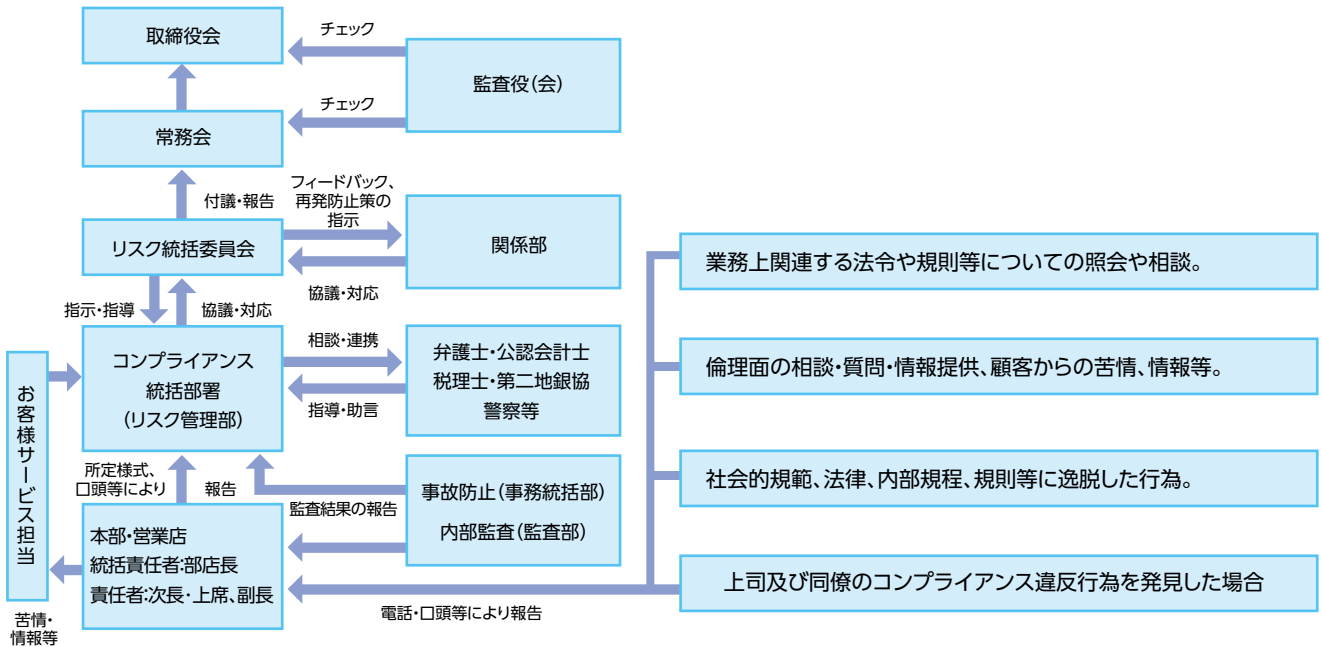 取締役会
チェック
監査役(会)
チェック
常務会
付議・報告
フィードバック、
再発防止策の
指示
リスク統括委員会
関係部
業務上関連する法令や規則等についての照会や相談。
協議・対応
指示・指導
協議・対応
相談・連携
コンプライアンス
統括部署
(リスク管理部)
弁護士・公認会計士
税理士・第二地銀協
警察等
倫理面の相談・質問・情報提供、顧客からの苦情、情報等。
指導・助言
お客様サービス担当
所定様式、
口頭等により
報告
監査結果の報告
事故防止(事務統括部)
内部監査(監査部)
社会的規範、法律、内部規程、規則等に逸脱した行為。
本部・営業店
統括責任者:部店長
責任者:次長・上席、副長
上司及び同僚のコンプライアンス違反行為を発見した場合
電話・口頭等により報告
苦情・
情報等